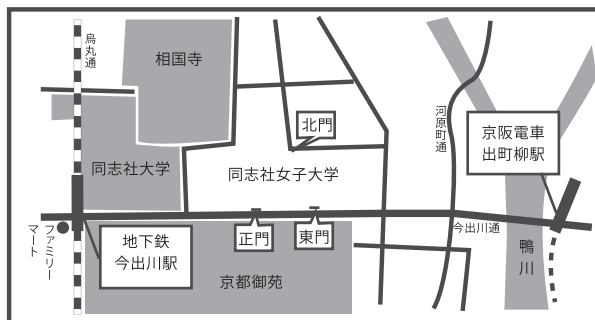 烏丸通
相国寺
北門
河原町通
京阪電車
出町柳駅
同志社大学
同志社女子大学
ファミリー
マート
地下鉄
今出川駅
正門
東門
今出川通
京都御苑
鴨川